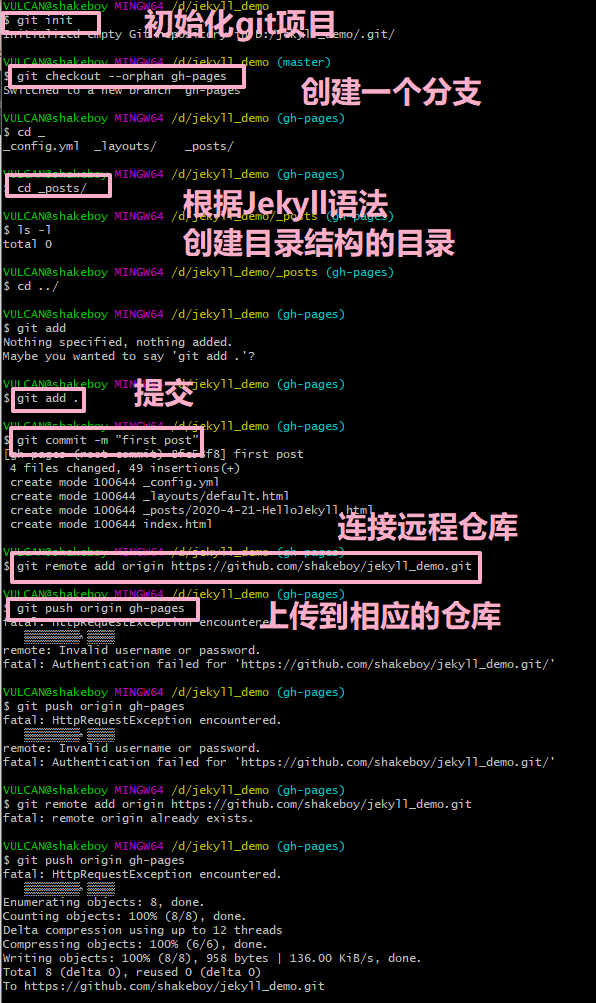 VULCAN@shakeboy MINGW64 /d/jekyll_demo
$ git init
初始化git项目
Initialized empty Git repository in D:/jekyll_demo/.git/
VULCAN@shakeboy MINGW64 /d/jekyll_demo (master)
$ git checkout --orphan gh-pages
Switched to a new branch 'gh-pages'
创建一个分支
VULCAN@shakeboy MINGW64 /d/jekyll_demo (gh-pages)
$ cd _
_config.yml _layouts/ _posts/
VULCAN@shakeboy MINGW64 /d/jekyll_demo (gh-pages)
$ cd _posts/
根据Jekyll语法
VULCAN@shakeboy MINGW64 /d/jekyll_demo/_posts (gh-pages)
$ ls -l
创建目录结构的目录
total 0
VULCAN@shakeboy MINGW64 /d/jekyll_demo/_posts (gh-pages)
$ cd ../
VULCAN@shakeboy MINGW64 /d/jekyll_demo (gh-pages)
$ git add
Nothing specified, nothing added.
Maybe you wanted to say 'git add .'?
VULCAN@shakeboy MINGW64 /d/jekyll_demo (gh-pages)
$ git add .
提交
VULCAN@shakeboy MINGW64 /d/jekyll_demo (gh-pages)
$ git commit -m "first post"
[gh-pages (root-commit) first post
4 files changed, 49 insertions(+)
create mode 100644 _config.yml
create mode 100644 _layouts/default.html
create mode 100644 _posts/2020-4-21-HelloJekyll.html
create mode 100644 index.html
连接远程仓库
VULCAN@shakeboy MINGW64 /d/jekyll_demo (gh-pages)
$ git remote add origin https://github.com/shakeboy/jekyll_demo.git
VULCAN@shakeboy MINGW64 /d/jekyll_demo (gh-pages)
$ git push origin gh-pages
上传到相应的仓库
fatal: HttpRequestException encountered.
remote: Invalid username or password.
fatal: Authentication failed for 'https://github.com/shakeboy/jekyll_demo.git/'
VULCAN@shakeboy MINGW64 /d/jekyll_demo (gh-pages)
$ git push origin gh-pages
fatal: HttpRequestException encountered.
remote: Invalid username or password.
fatal: Authentication failed for 'https://github.com/shakeboy/jekyll_demo.git/'
VULCAN@shakeboy MINGW64 /d/jekyll_demo (gh-pages)
$ git remote add origin https://github.com/shakeboy/jekyll_demo.git
fatal: remote origin already exists.
VULCAN@shakeboy MINGW64 /d/jekyll_demo (gh-pages)
$ git push origin gh-pages
fatal: HttpRequestException encountered.
Enumerating objects: 8, done.
Counting objects: 100% (8/8), done.
Delta compression using up to 12 threads
Compressing objects: 100% (6/6), done.
Writing objects: 100% (8/8), 958 bytes | 136.00 KiB/s, done.
Total 8 (delta 0), reused 0 (delta 0)
To https://github.com/shakeboy/jekyll_demo.git